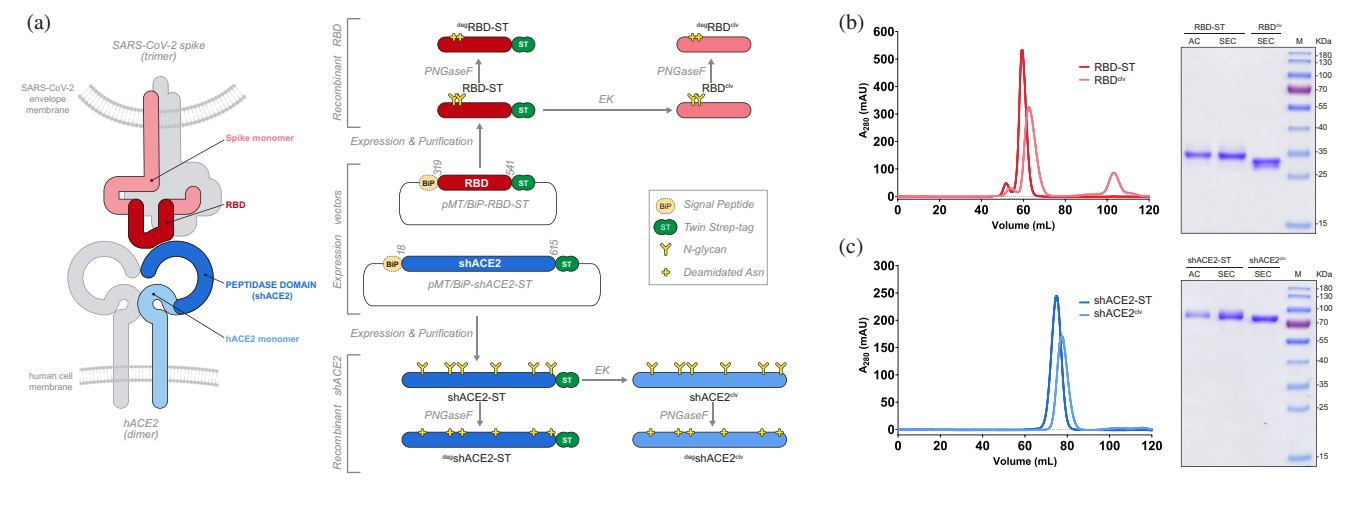 (a)
SARS-CoV-2 spike
(trimer)
SARS-CoV-2
envelope
membrane
Spike monomer
RBD
PEPTIDASE DOMAIN
(shACE2)
hACE2 monomer
human cell
membrane
hACE2
(dimer)
Recombinant RBD
degRBD-ST
ST
PNGaseF
RBD-ST
ST
EK
degRBDclv
PNGaseF
RBDclv
Expression & Purification
Expression vectors
BiP
319
RBD
541
ST
pMT/BiP-RBD-ST
BiP
18
shACE2
615
ST
pMT/BiP-shACE2-ST
BiP Signal Peptide
ST Twin Strep-tag
N-glycan
Deamidated Asn
Expression & Purification
Recombinant shACE2
ST
EK
shACE2-ST
shACE2clv
PNGaseF
PNGaseF
ST
degshACE2-ST
degshACE2clv
(b)
A280 (mAU)
600
500
400
300
200
100
0
0 20 40 60 80 100 120
Volume (mL)
RBD-ST
RBDclv
RBD-ST RBDclv
AC SEC SEC M KDa
180
130
100
70
55
40
35
25
15
(c)
A280 (mAU)
300
250
200
150
100
50
0
0 20 40 60 80 100 120
Volume (mL)
shACE2-ST
shACE2clv
shACE2-ST shACE2clv
AC SEC SEC M KDa
180
130
100
70
55
40
35
25
15